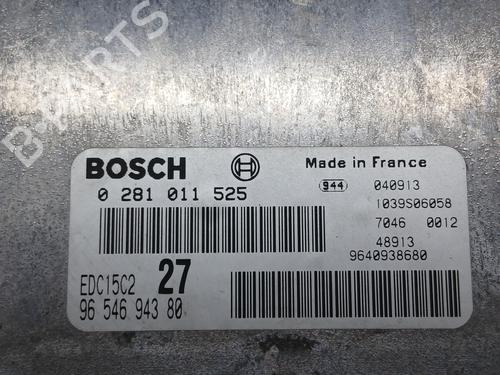 B-PARTS
BOSCH
Made in France
0 281 011 525
944 040913
1039S06058
7046 0012
48913
9640938680
EDC15C2 27
96 546 943 80